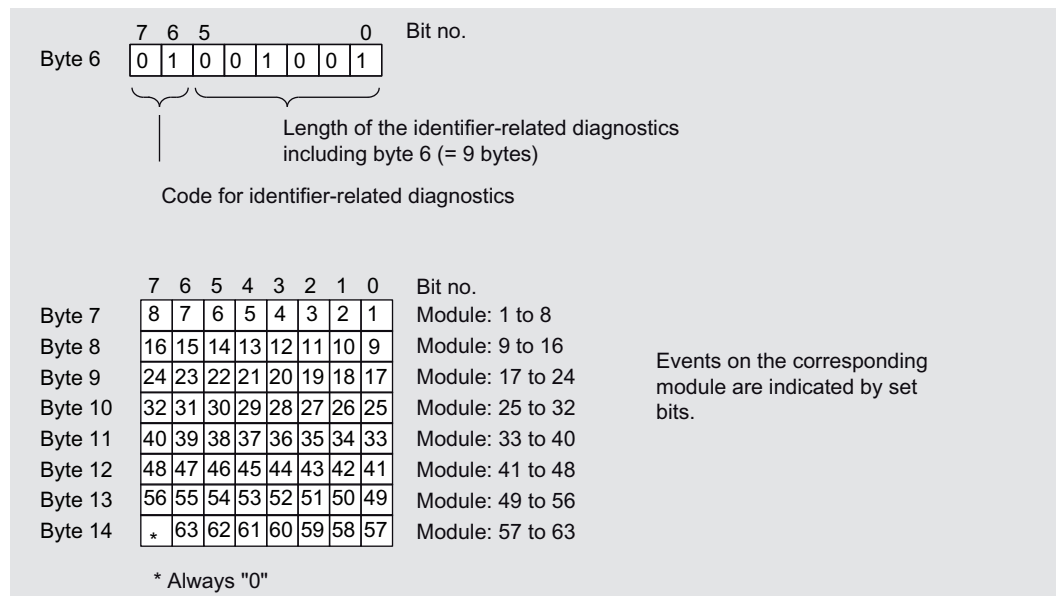 7 6 5 0 Bit no.
Byte 6 0 1 0 0 1 0 0 1
Length of the identifier-related diagnostics
including byte 6 (= 9 bytes)
Code for identifier-related diagnostics
7 6 5 4 3 2 1 0 Bit no.
Byte 7 8 7 6 5 4 3 2 1 Module: 1 to 8
Byte 8 16 15 14 13 12 11 10 9 Module: 9 to 16
Byte 9 24 23 22 21 20 19 18 17 Module: 17 to 24
Byte 10 32 31 30 29 28 27 26 25 Module: 25 to 32
Byte 11 40 39 38 37 36 35 34 33 Module: 33 to 40
Byte 12 48 47 46 45 44 43 42 41 Module: 41 to 48
Byte 13 56 55 54 53 52 51 50 49 Module: 49 to 56
Byte 14 * 63 62 61 60 59 58 57 Module: 57 to 63
Events on the corresponding
module are indicated by set
bits.
* Always "0"